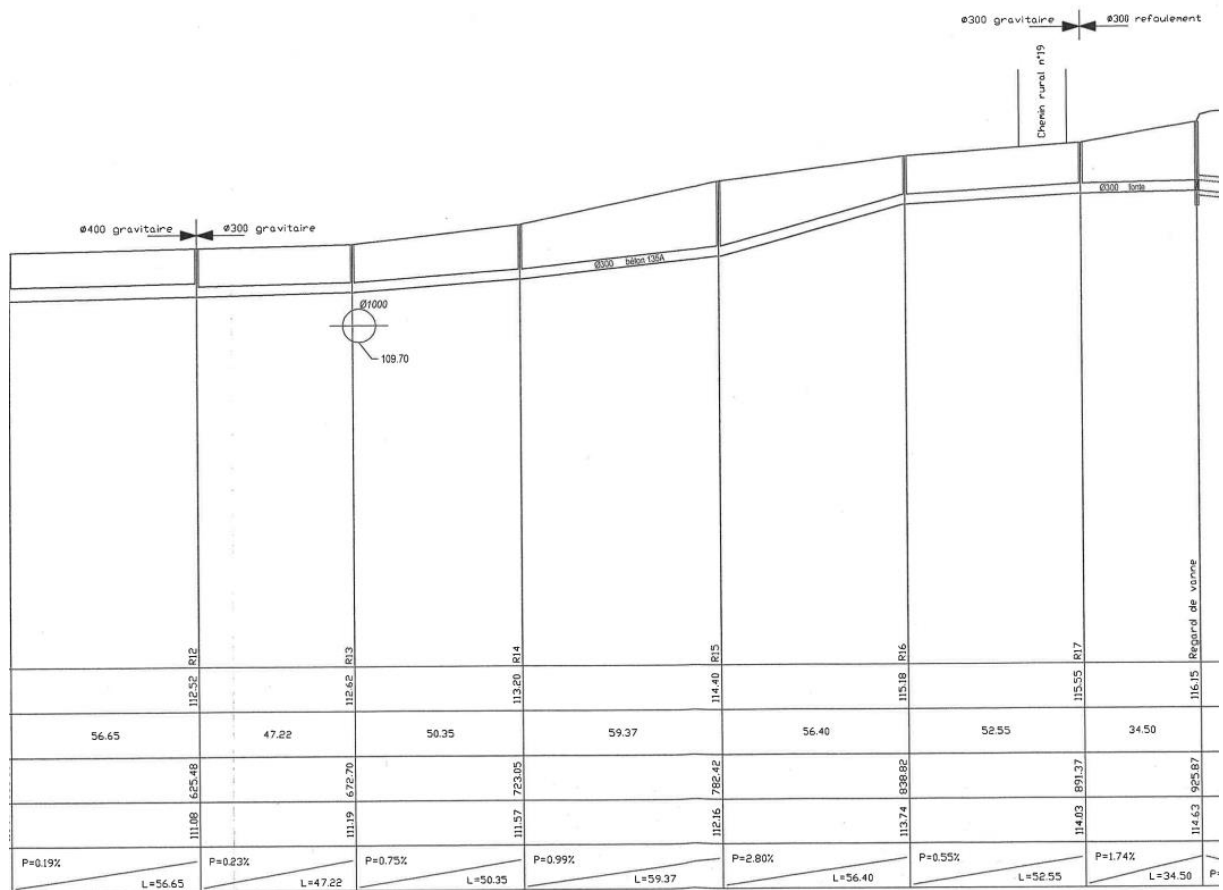 ø300 gravitaire
ø300 refoulement
Chemin rural n°19
ø400 gravitaire
ø300 gravitaire
Ø300 fonte
Ø300 béton 135A
Ø1000
109.70
R12
R13
R14
R15
R16
R17
Regard de vanne
112.52
112.62
113.20
114.40
115.18
115.55
116.15
56.65
47.22
50.35
59.37
56.40
52.55
34.50
625.48
672.70
723.05
782.42
838.82
891.37
925.87
111.08
111.19
111.57
112.16
113.74
114.03
114.63
P=0.19%
P=0.23%
P=0.75%
P=0.99%
P=2.80%
P=0.55%
P=1.74%
P=
L=56.65
L=47.22
L=50.35
L=59.37
L=56.40
L=52.55
L=34.50